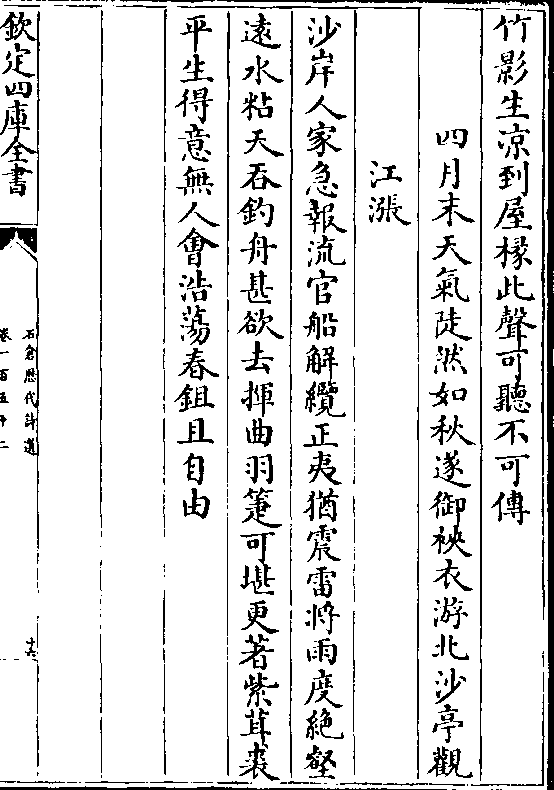 竹影生凉到屋椽此聲可聽不可傳
四月末天氣陡然如秋遂御裌衣游北沙亭觀
江漲
沙岸人家急報流官船解纜正夷猶震雷將雨度絶壑
遠水粘天吞釣舟甚欲去揮曲羽箑可堪更著紫茸裘
平生得意無人會浩蕩春鉏且自由
欽定四庫全書
石倉歴代詩選
卷一百五十二
十六